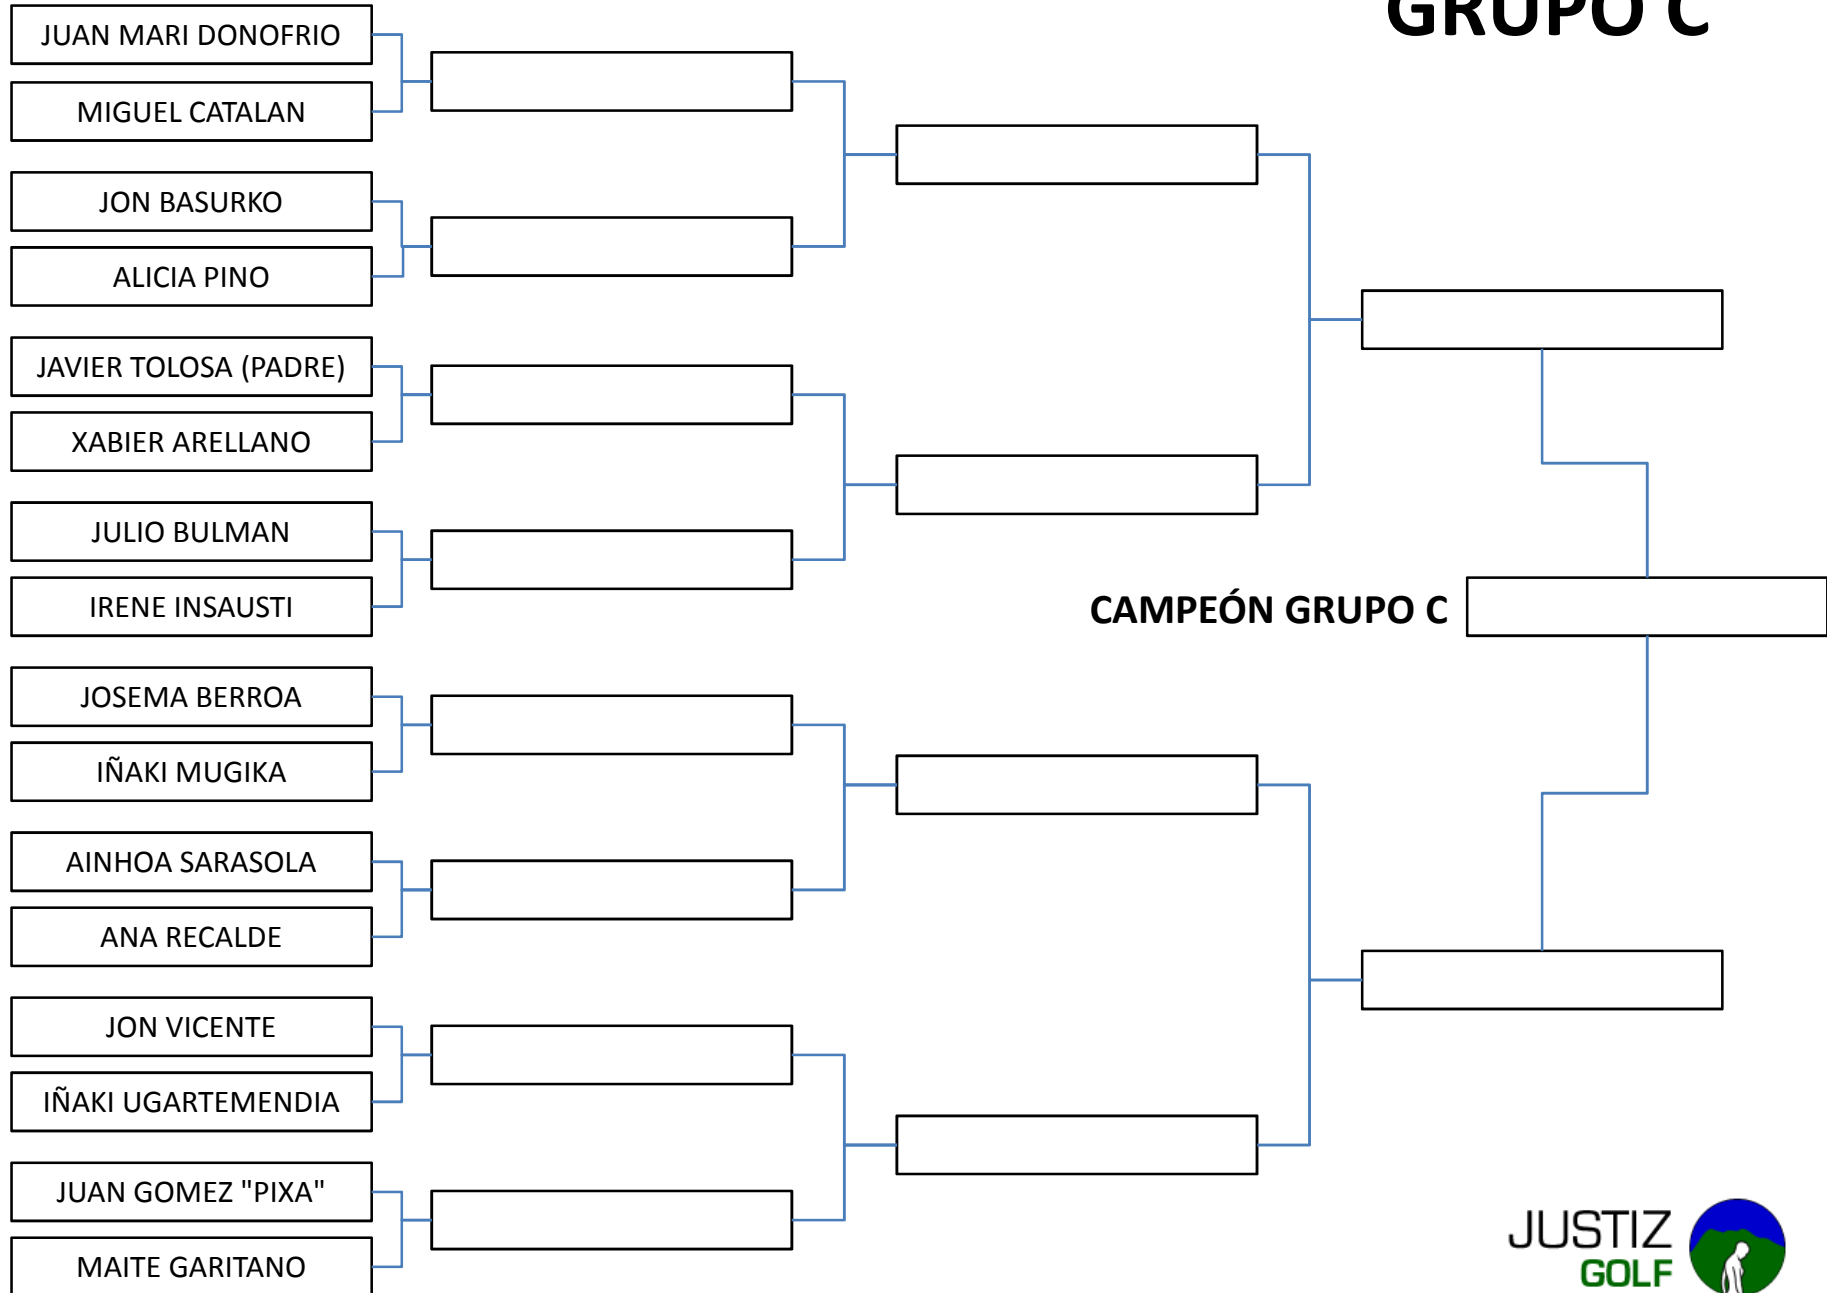 GRUPO C
JUAN MARI DONOFRIO
MIGUEL CATALAN
JON BASURKO
ALICIA PINO
JAVIER TOLOSA (PADRE)
XABIER ARELLANO
JULIO BULMAN
IRENE INSAUSTI
CAMPEÓN GRUPO C
JOSEMA BERROA
IÑAKI MUGIKA
AINHOA SARASOLA
ANA RECALDE
JON VICENTE
IÑAKI UGARTEMENDIA
JUAN GOMEZ "PIXA"
MAITE GARITANO
JUSTIZ
GOLF